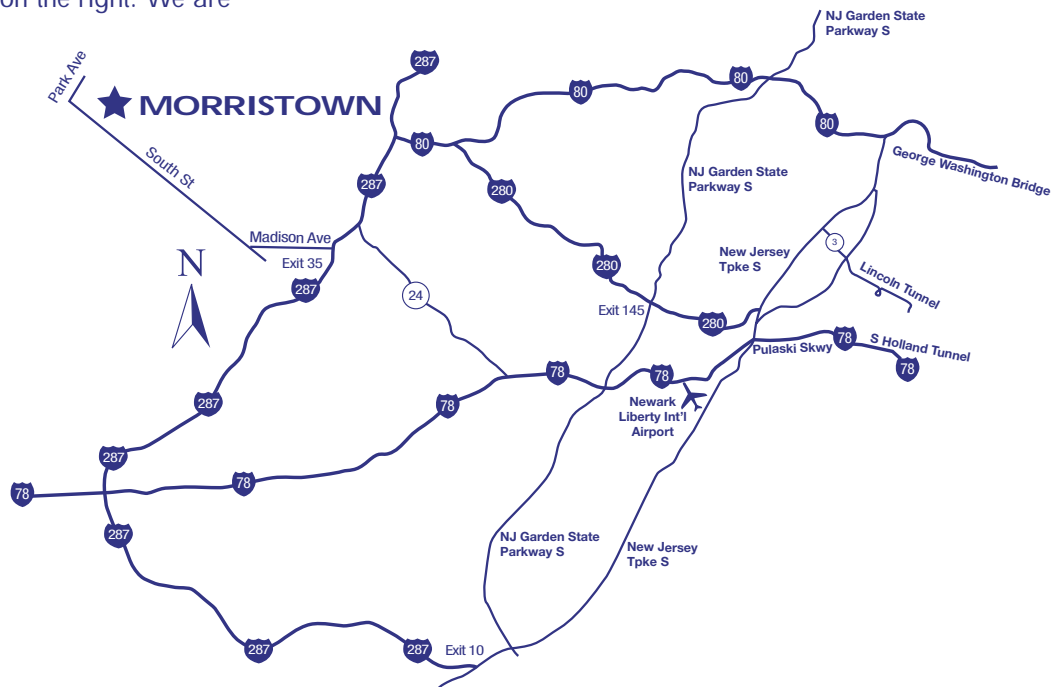 on the right. We are
NJ Garden State
Parkway S
287
80
80
Park Ave
MORRISTOWN
80
80
George Washington Bridge
South St
287
280
NJ Garden State
Parkway S
Madison Ave
Exit 35
N
287
24
280
New Jersey
Tpke S
3
Lincoln Tunnel
Exit 145
280
Pulaski Skwy
78
S Holland Tunnel
78
78
78
Newark
Liberty Int'l
Airport
287
78
287
78
78
287
NJ Garden State
Parkway S
New Jersey
Tpke S
287
287
Exit 10